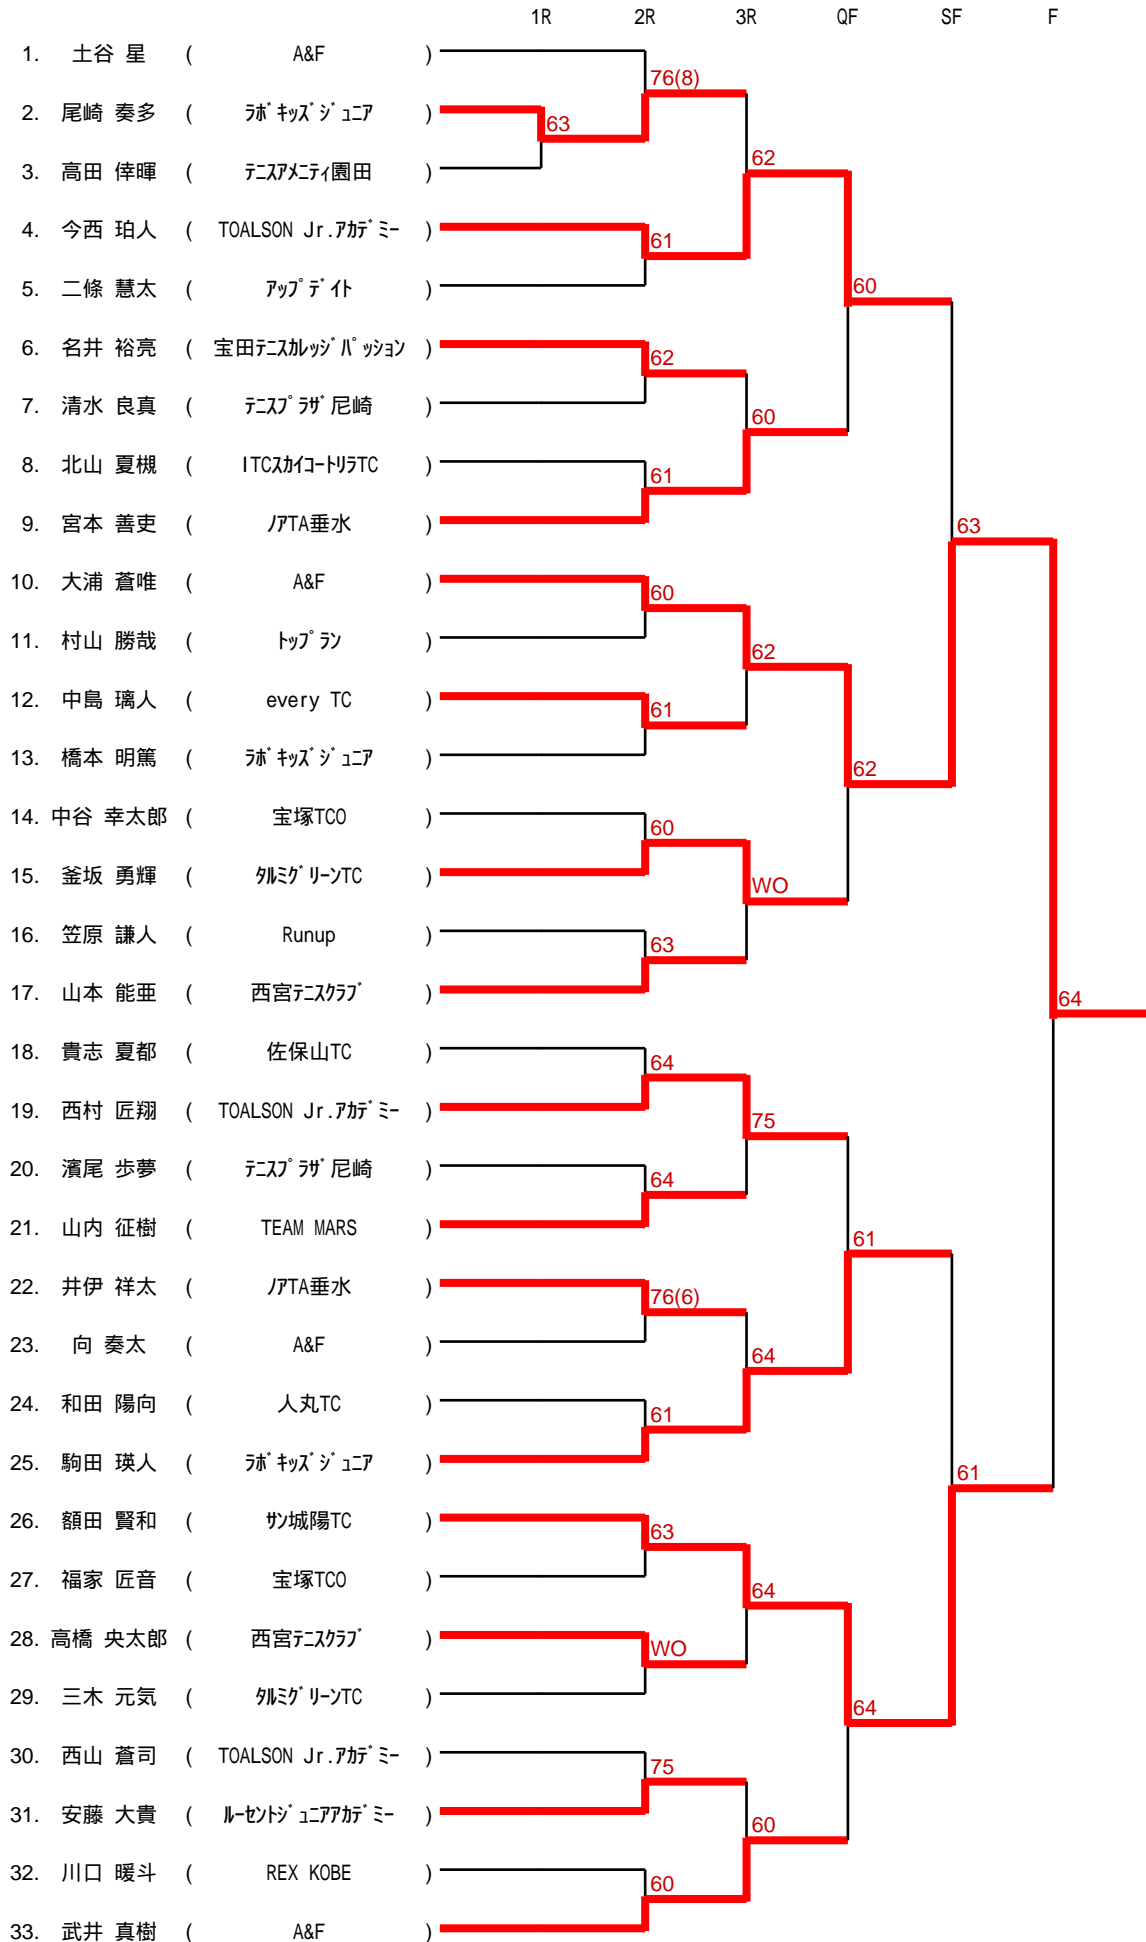 1R 2R 3R QF SF F
1. 土谷 星 ( A&F )
76(8)
2. 尾崎 奏多 ( ﾗﾎﾞｷｯｽﾞｼﾞｭﾆｱ )
63
3. 高田 倖暉 ( ﾃﾆｽｱﾒﾆﾃｨ園田 )
62
4. 今西 珀人 ( TOALSON Jr.ｱｶﾃﾞﾐｰ )
61
5. 二條 慧太 ( ｱｯﾌﾟﾃﾞｲﾄ )
60
6. 名井 裕亮 ( 宝田ﾃﾆｽｶﾚｯｼﾞﾊﾟｯｼｮﾝ )
62
7. 清水 良真 ( ﾃﾆｽﾌﾟﾗｻﾞ尼崎 )
60
8. 北山 夏槻 ( ITCｽｶｲｺｰﾄﾘﾗTC )
61
9. 宮本 善吏 ( ﾉｱTA垂水 )
63
10. 大浦 蒼唯 ( A&F )
60
11. 村山 勝哉 ( ﾄｯﾌﾟﾗﾝ )
62
12. 中島 璃人 ( every TC )
61
13. 橋本 明篤 ( ﾗﾎﾞｷｯｽﾞｼﾞｭﾆｱ )
62
14. 中谷 幸太郎 ( 宝塚TCO )
60
15. 釜坂 勇輝 ( ﾀﾙﾐｸﾞﾘｰﾝTC )
WO
16. 笠原 謙人 ( Runup )
63
17. 山本 能亜 ( 西宮ﾃﾆｽｸﾗﾌﾞ )
64
18. 貴志 夏都 ( 佐保山TC )
64
19. 西村 匠翔 ( TOALSON Jr.ｱｶﾃﾞﾐｰ )
75
20. 濱尾 歩夢 ( ﾃﾆｽﾌﾟﾗｻﾞ尼崎 )
64
21. 山内 征樹 ( TEAM MARS )
61
22. 井伊 祥太 ( ﾉｱTA垂水 )
76(6)
23. 向 奏太 ( A&F )
64
24. 和田 陽向 ( 人丸TC )
61
25. 駒田 瑛人 ( ﾗﾎﾞｷｯｽﾞｼﾞｭﾆｱ )
61
26. 額田 賢和 ( ｻﾝ城陽TC )
63
27. 福家 匠音 ( 宝塚TCO )
64
28. 高橋 央太郎 ( 西宮ﾃﾆｽｸﾗﾌﾞ )
WO
29. 三木 元気 ( ﾀﾙﾐｸﾞﾘｰﾝTC )
64
30. 西山 蒼司 ( TOALSON Jr.ｱｶﾃﾞﾐｰ )
75
31. 安藤 大貴 ( ﾙｰｾﾝﾄｼﾞｭﾆｱｱｶﾃﾞﾐｰ )
60
32. 川口 暖斗 ( REX KOBE )
60
33. 武井 真樹 ( A&F )